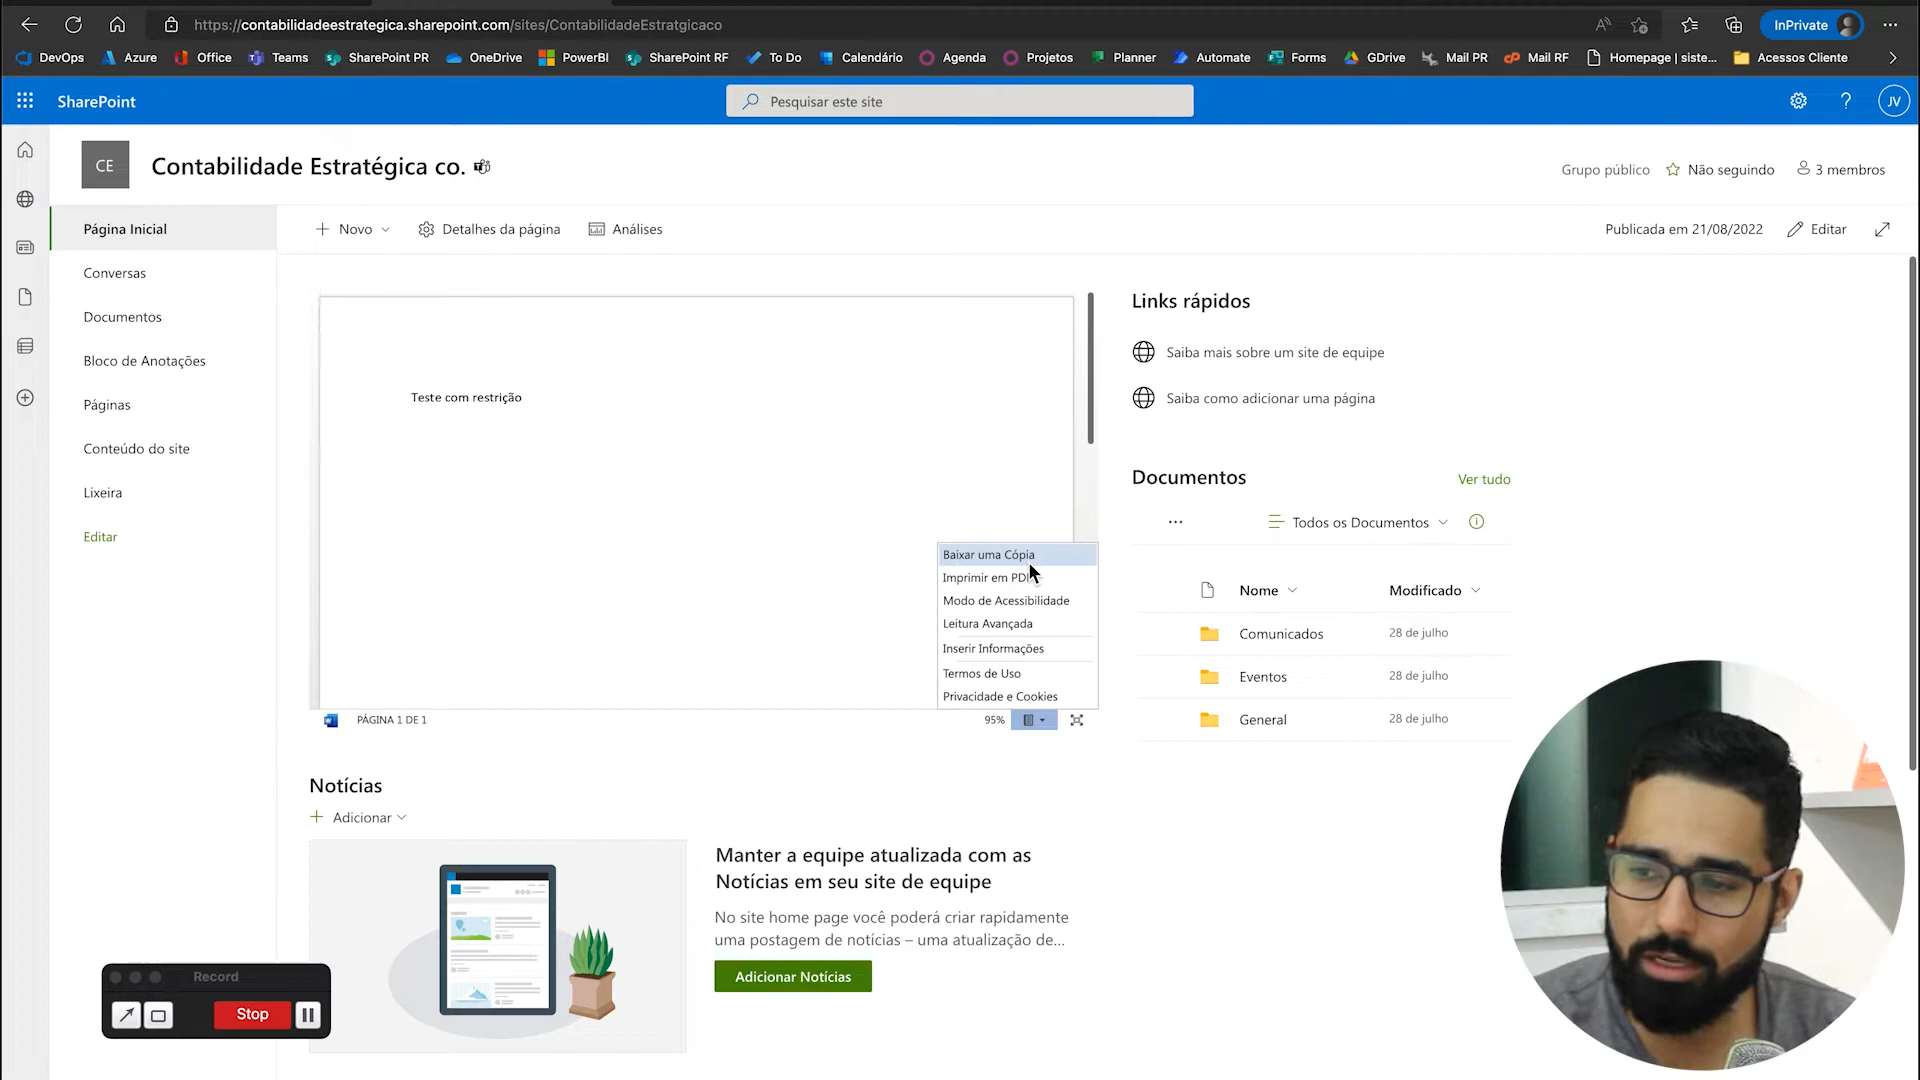 https://contabilidadeestrategica.sharepoint.com/sites/ContabilidadeEstratgicaco
InPrivate
DevOps Azure Office Teams SharePoint PR OneDrive PowerBI SharePoint RF To Do Calendário Agenda Projetos Planner Automate Forms GDrive Mail PR Mail RF Homepage | siste... Acessos Cliente
SharePoint
Pesquisar este site
JV
CE
Contabilidade Estratégica co.
Grupo público
Não seguindo
3 membros
Página Inicial
Conversas
Documentos
Bloco de Anotações
Páginas
Conteúdo do site
Lixeira
Editar
Novo
Detalhes da página
Análises
Publicada em 21/08/2022
Editar
Teste com restrição
Baixar uma Cópia
Imprimir em
Modo de Acessibilidade
Leitura Avançada
Inserir Informações
Termos de Uso
Privacidade e Cookies
PÁGINA 1 DE 1
95%
Links rápidos
Saiba mais sobre um site de equipe
Saiba como adicionar uma página
Documentos
Ver tudo
Todos os Documentos
Nome
Modificado
Comunicados
28 de julho
Eventos
28 de julho
General
28 de julho
Notícias
Adicionar
Manter a equipe atualizada com as
Notícias em seu site de equipe
No site home page você poderá criar rapidamente
uma postagem de notícias – uma atualização de...
Adicionar Notícias
Record
Stop